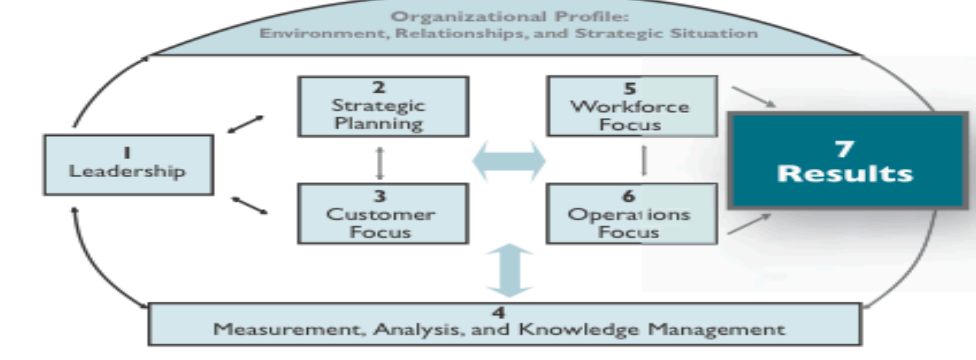 Organizational Profile:
Environment, Relationships, and Strategic Situation
2
Strategic
Planning
5
Workforce
Focus
1
Leadership
7
Results
3
Customer
Focus
6
Operations
Focus
4
Measurement, Analysis, and Knowledge Management